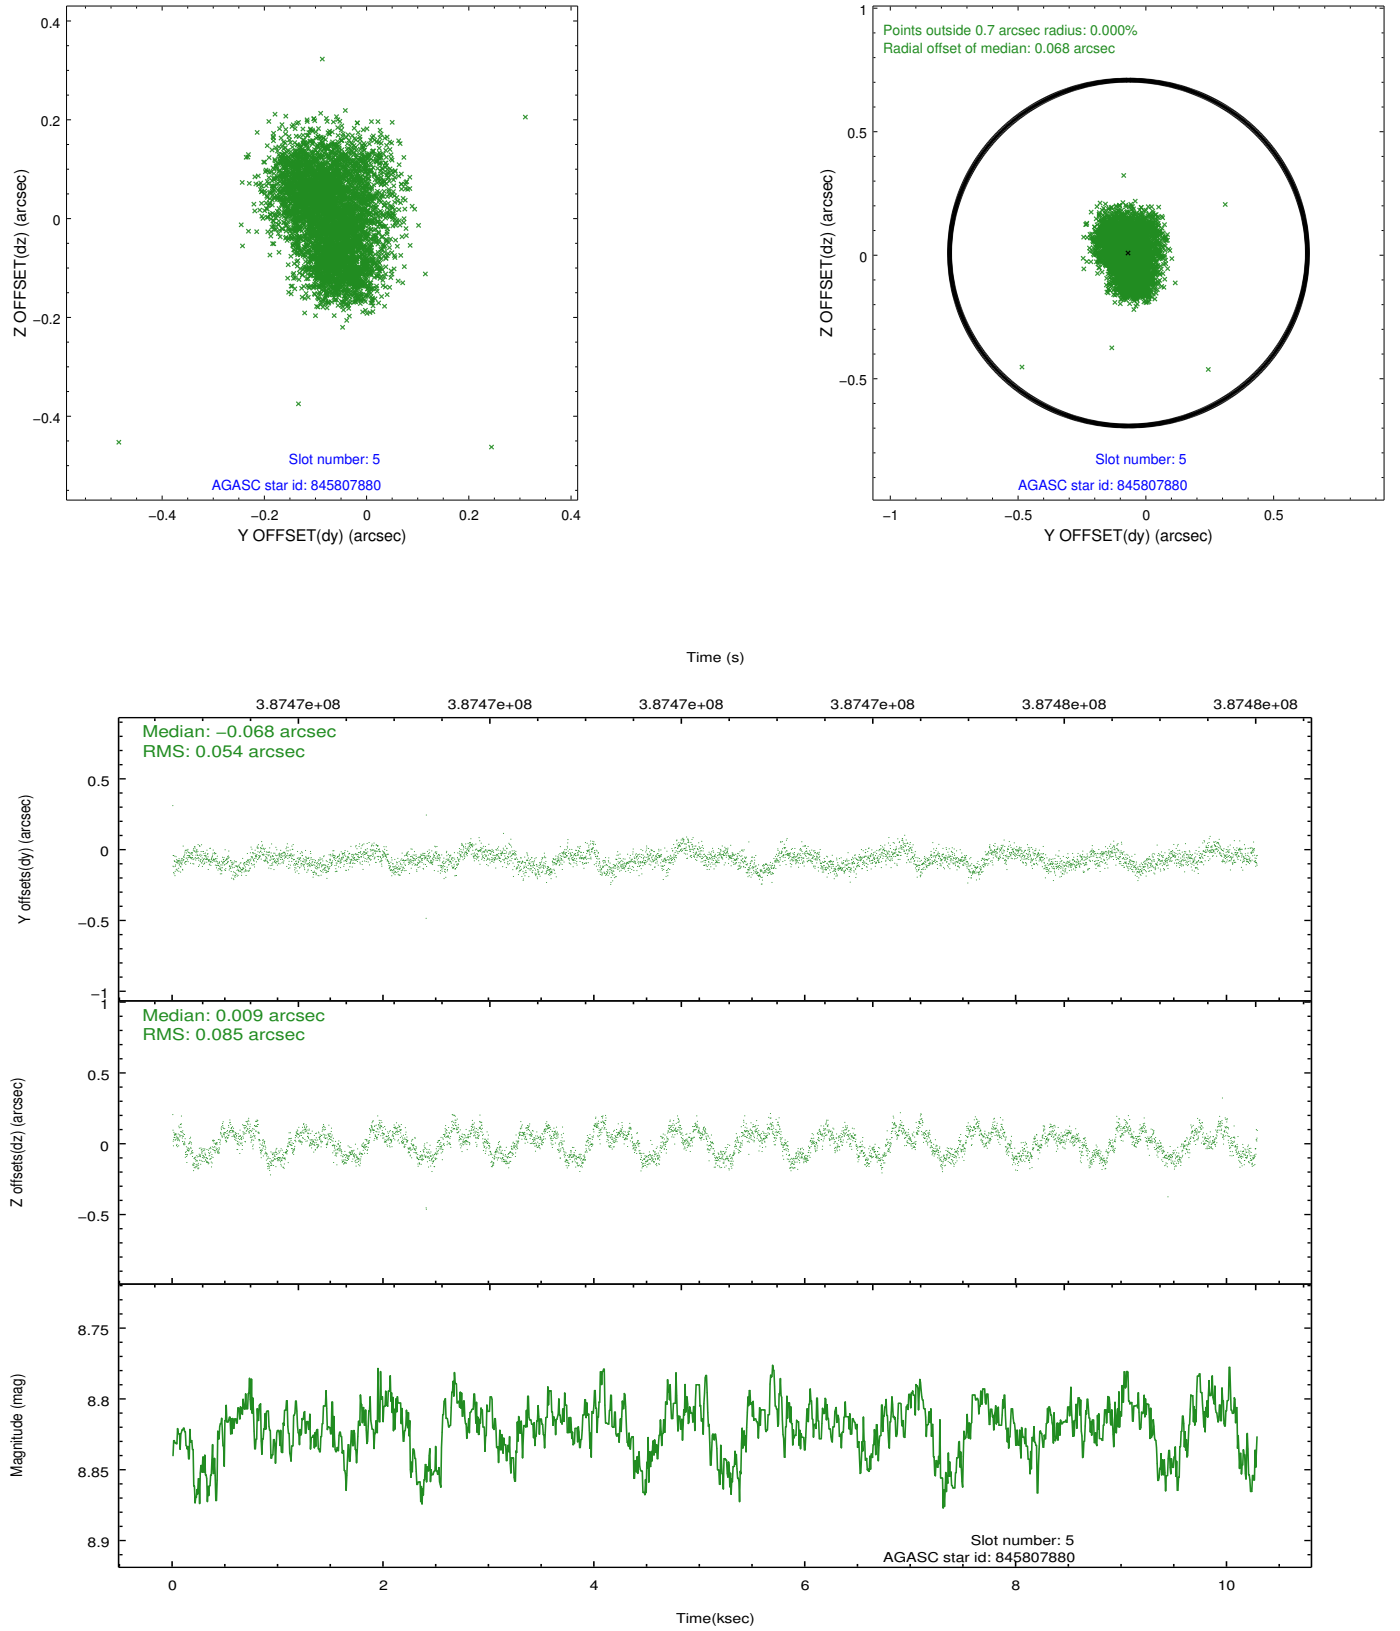 0.4
0.2
0
−0.2
−0.4
Z OFFSET(dz) (arcsec)
Slot number: 5
AGASC star id: 845807880
−0.4
−0.2
0
0.2
0.4
Y OFFSET(dy) (arcsec)
1
0.5
0
−0.5
Z OFFSET(dz) (arcsec)
Points outside 0.7 arcsec radius: 0.000%
Radial offset of median: 0.068 arcsec
Slot number: 5
AGASC star id: 845807880
−1
−0.5
0
0.5
Y OFFSET(dy) (arcsec)
Time (s)
3.8747e+08
3.8747e+08
3.8747e+08
3.8747e+08
3.8748e+08
3.8748e+08
Median: −0.068 arcsec
RMS: 0.054 arcsec
0.5
0
−0.5
−1
Y offsets(dy) (arcsec)
Median: 0.009 arcsec
RMS: 0.085 arcsec
1
0.5
0
−0.5
Z offsets(dz) (arcsec)
8.75
8.8
8.85
8.9
Magnitude (mag)
Slot number: 5
AGASC star id: 845807880
0
2
4
6
8
10
Time(ksec)